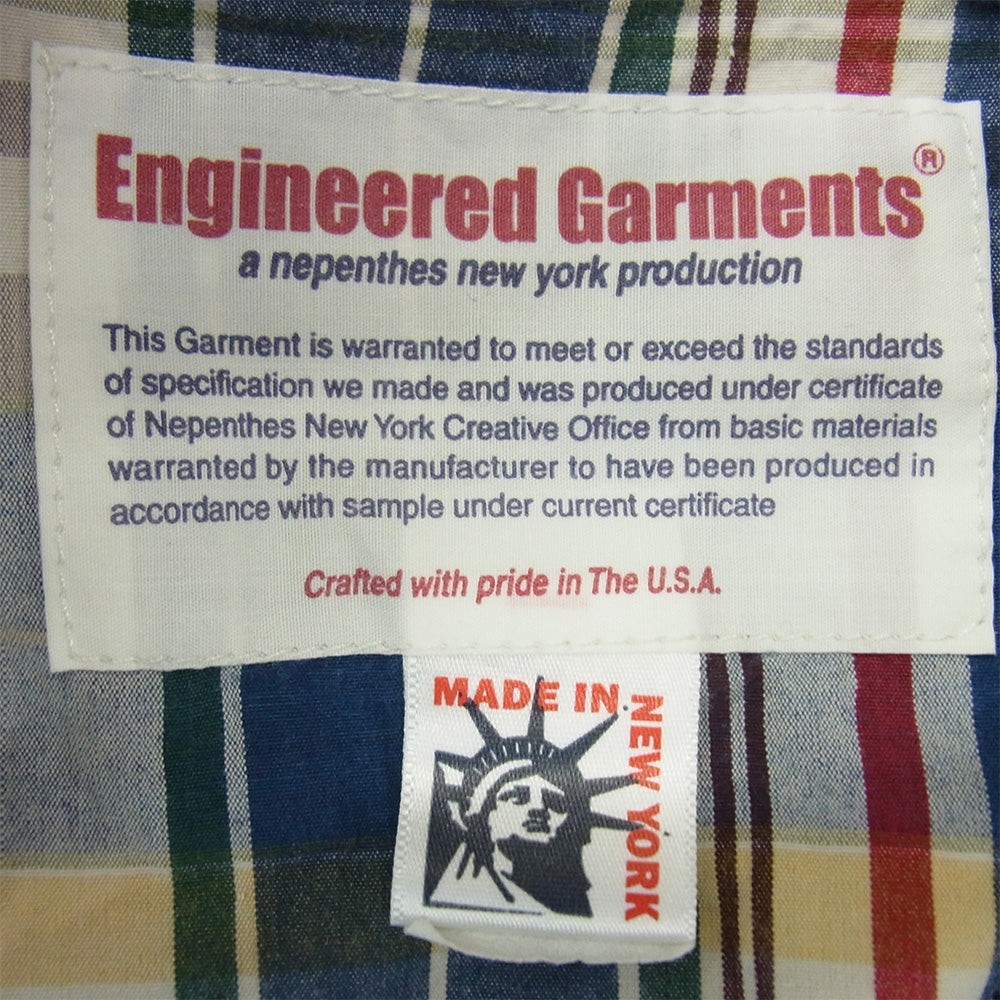 Engineered Garments®
a nepenthes new york production
This Garment is warranted to meet or exceed the standards
of specification we made and was produced under certificate
of Nepenthes New York Creative Office from basic materials
warranted by the manufacturer to have been produced in
accordance with sample under current certificate
Crafted with pride in The U.S.A.
MADE IN
NEW YORK